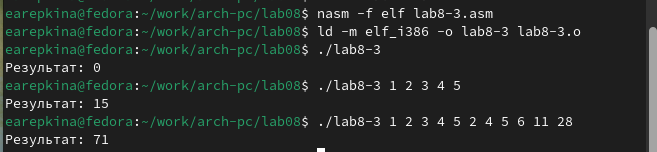 earepkina@fedora:~/work/arch-pc/lab08$ nasm -f elf lab8-3.asm
earepkina@fedora:~/work/arch-pc/lab08$ ld -m elf_i386 -o lab8-3 lab8-3.o
earepkina@fedora:~/work/arch-pc/lab08$ ./lab8-3
Результат: 0
earepkina@fedora:~/work/arch-pc/lab08$ ./lab8-3 1 2 3 4 5
Результат: 15
earepkina@fedora:~/work/arch-pc/lab08$ ./lab8-3 1 2 3 4 5 2 4 5 6 11 28
Результат: 71